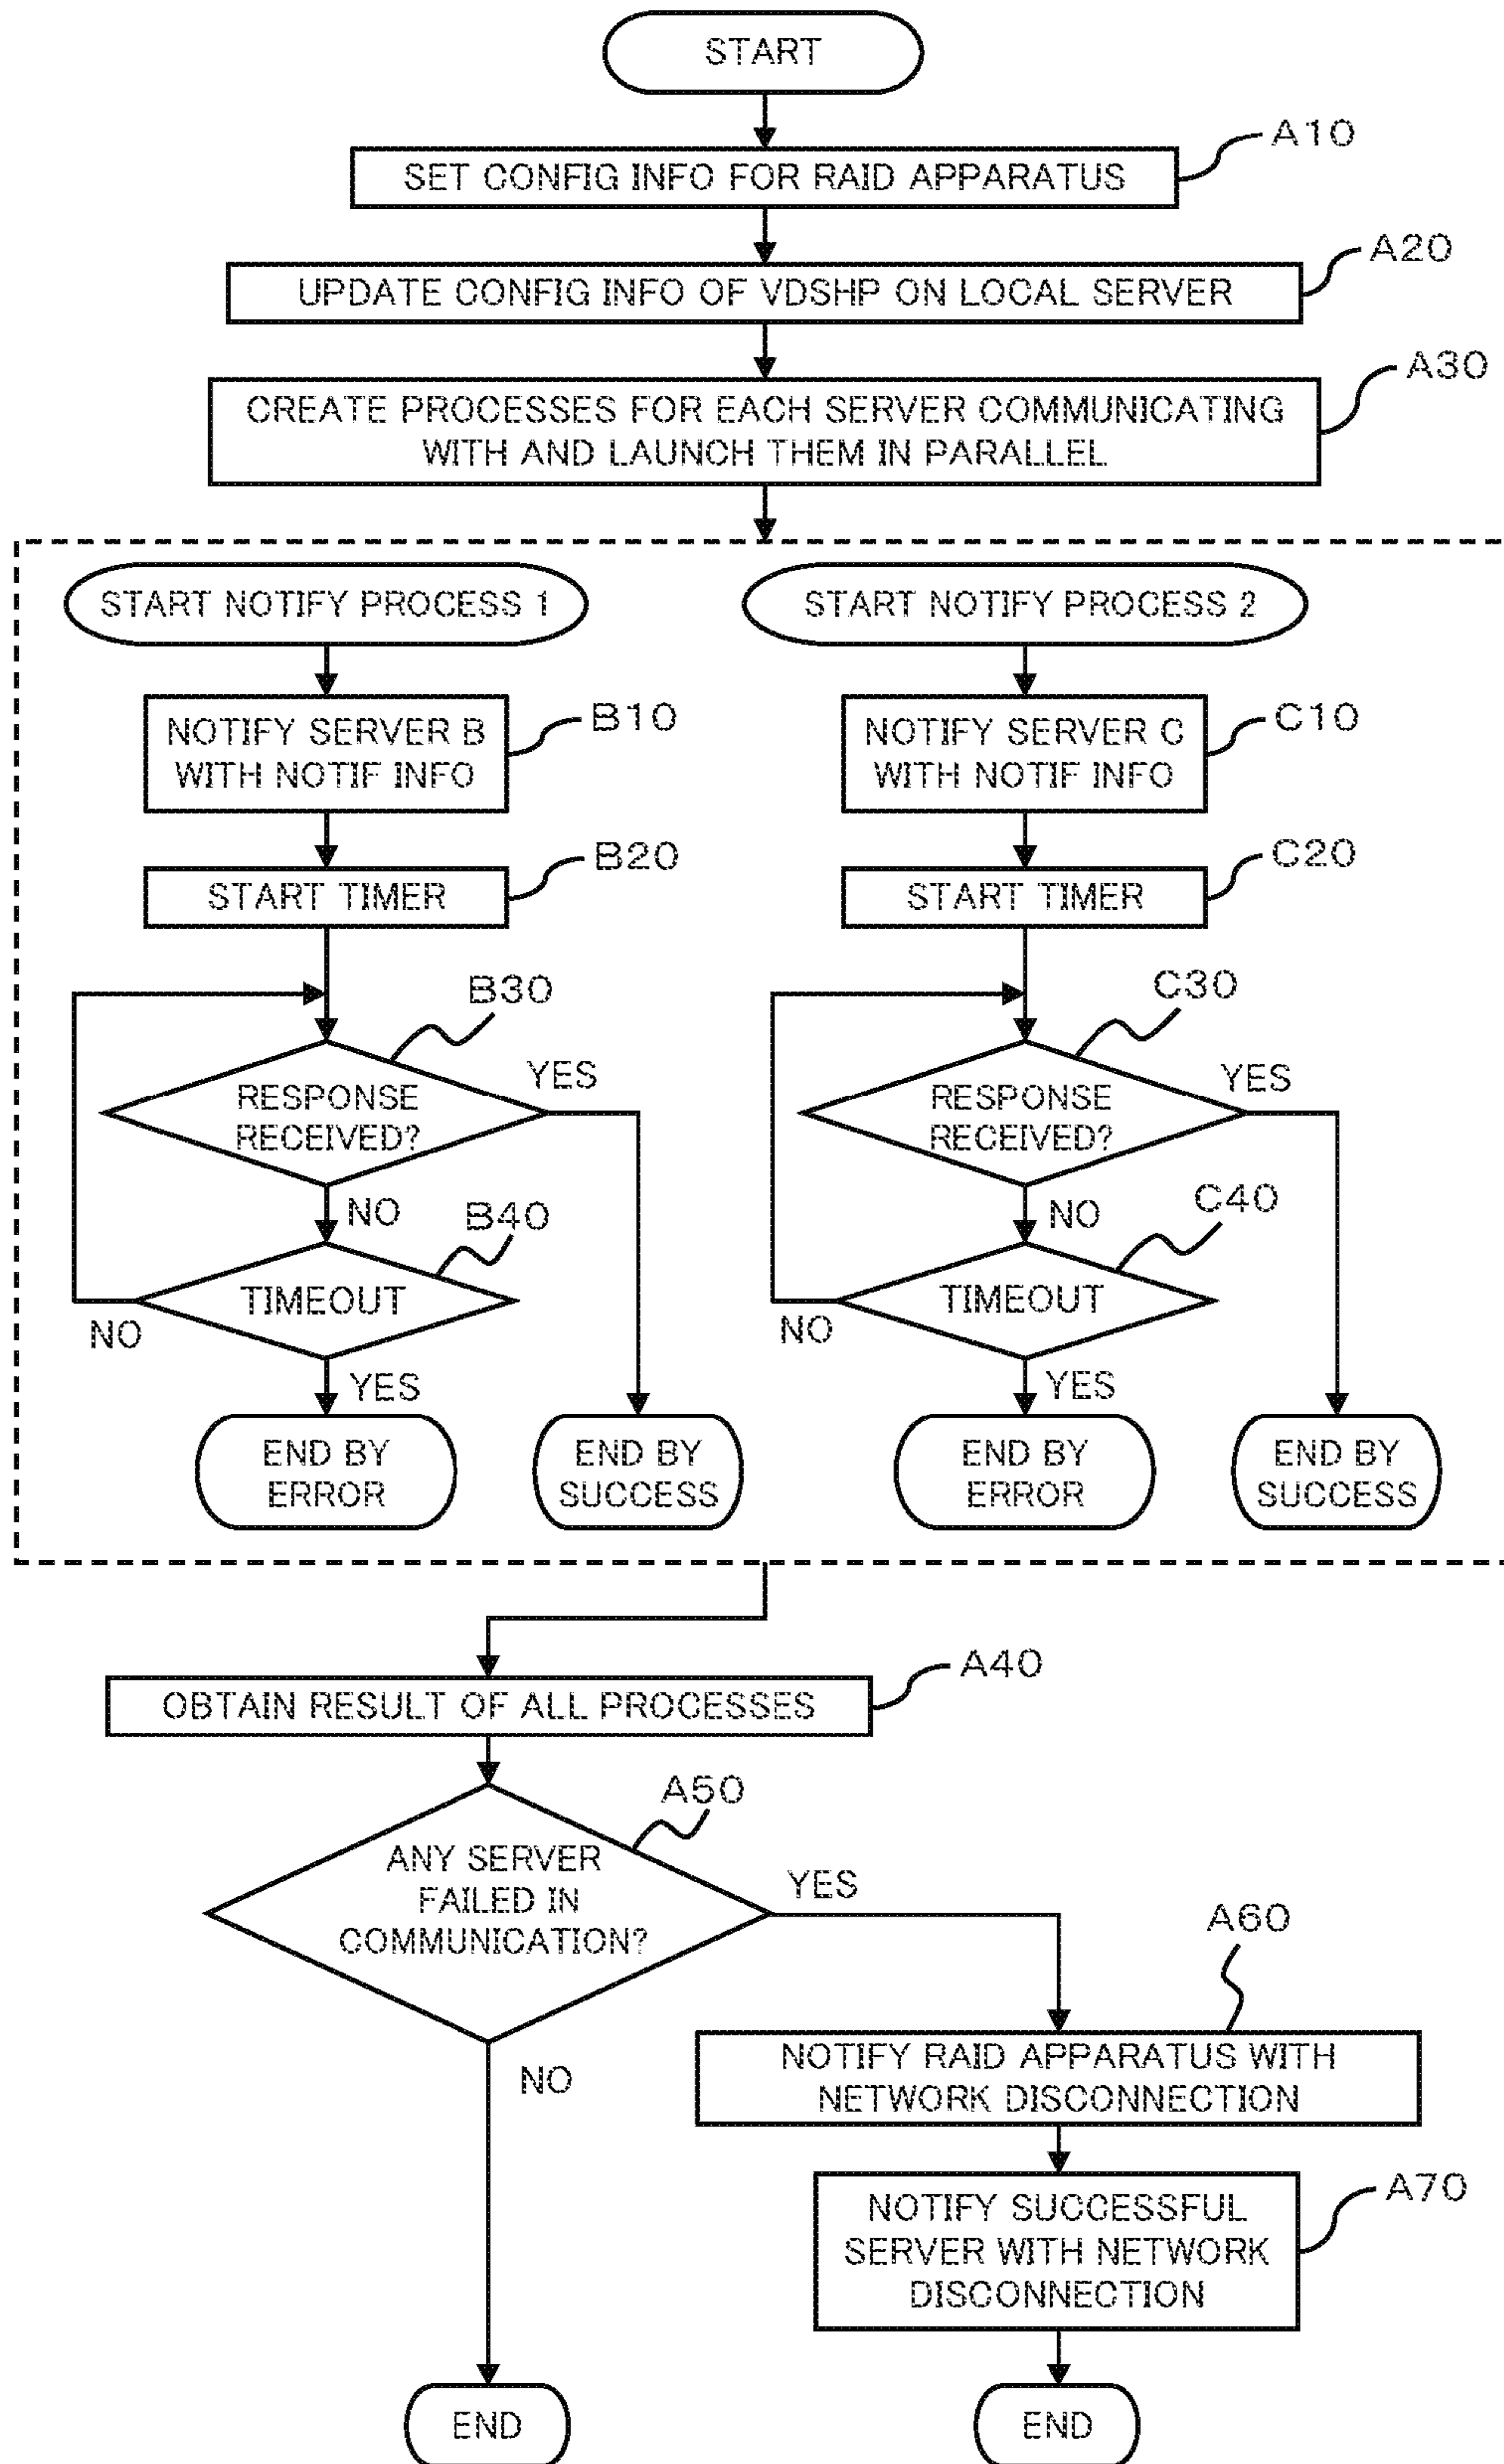 START
A10
SET CONFIG INFO FOR RAID APPARATUS
A20
UPDATE CONFIG INFO OF VDSHP ON LOCAL SERVER
A30
CREATE PROCESSES FOR EACH SERVER COMMUNICATING
WITH AND LAUNCH THEM IN PARALLEL
START NOTIFY PROCESS 1
NOTIFY SERVER B
WITH NOTIF INFO
B10
START TIMER
B20
B30
RESPONSE
RECEIVED?
YES
NO
B40
TIMEOUT
NO
YES
END BY
ERROR
END BY
SUCCESS
START NOTIFY PROCESS 2
NOTIFY SERVER C
WITH NOTIF INFO
C10
START TIMER
C20
C30
RESPONSE
RECEIVED?
YES
NO
C40
TIMEOUT
NO
YES
END BY
ERROR
END BY
SUCCESS
A40
OBTAIN RESULT OF ALL PROCESSES
A50
ANY SERVER
FAILED IN
COMMUNICATION?
YES
NO
A60
NOTIFY RAID APPARATUS WITH
NETWORK DISCONNECTION
A70
NOTIFY SUCCESSFUL
SERVER WITH NETWORK
DISCONNECTION
END
END